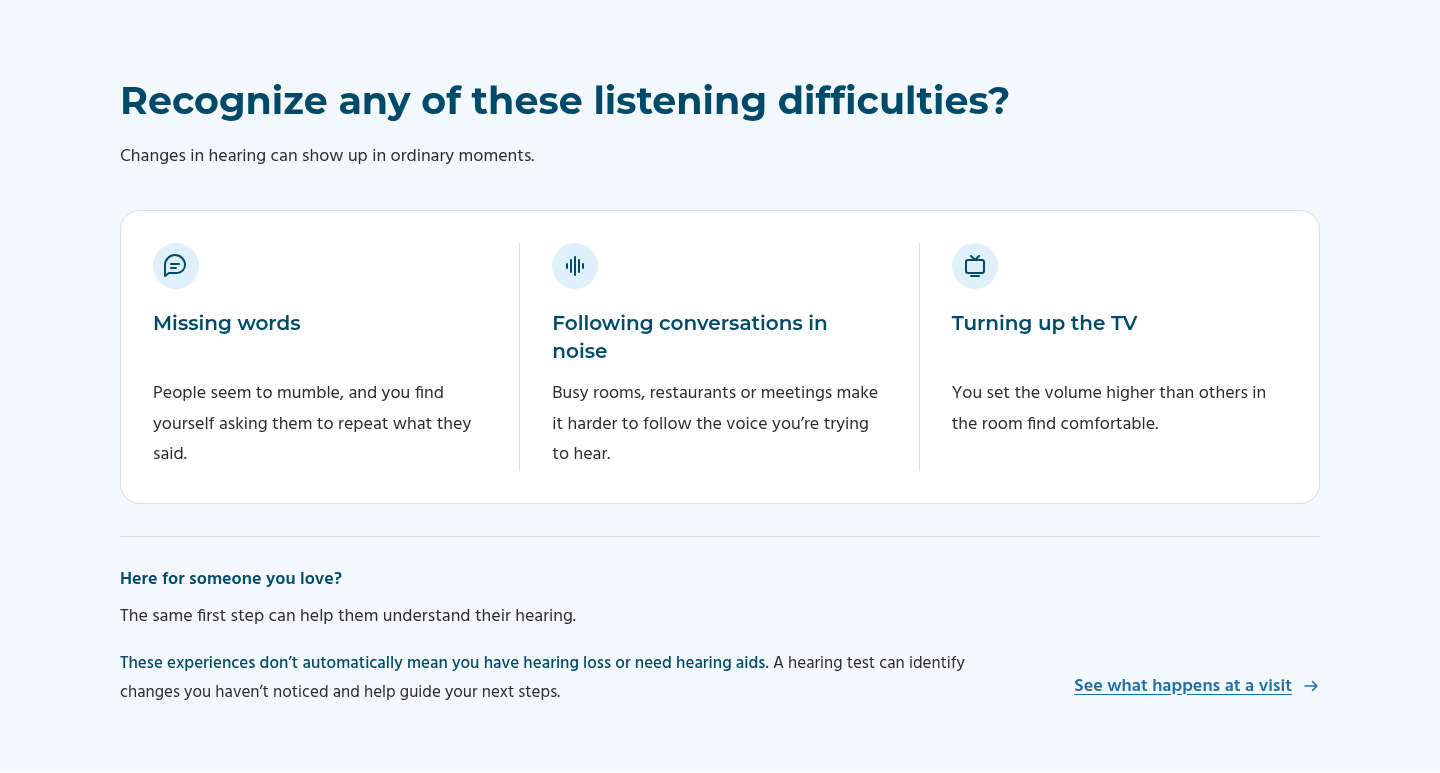 Recognize any of these listening difficulties?
Changes in hearing can show up in ordinary moments.
Missing words
People seem to mumble, and you find
yourself asking them to repeat what they
said.
Following conversations in
noise
Busy rooms, restaurants or meetings make
it harder to follow the voice you’re trying
to hear.
Turning up the TV
You set the volume higher than others in
the room find comfortable.
Here for someone you love?
The same first step can help them understand their hearing.
These experiences don’t automatically mean you have hearing loss or need hearing aids. A hearing test can identify
changes you haven’t noticed and help guide your next steps.
See what happens at a visit →